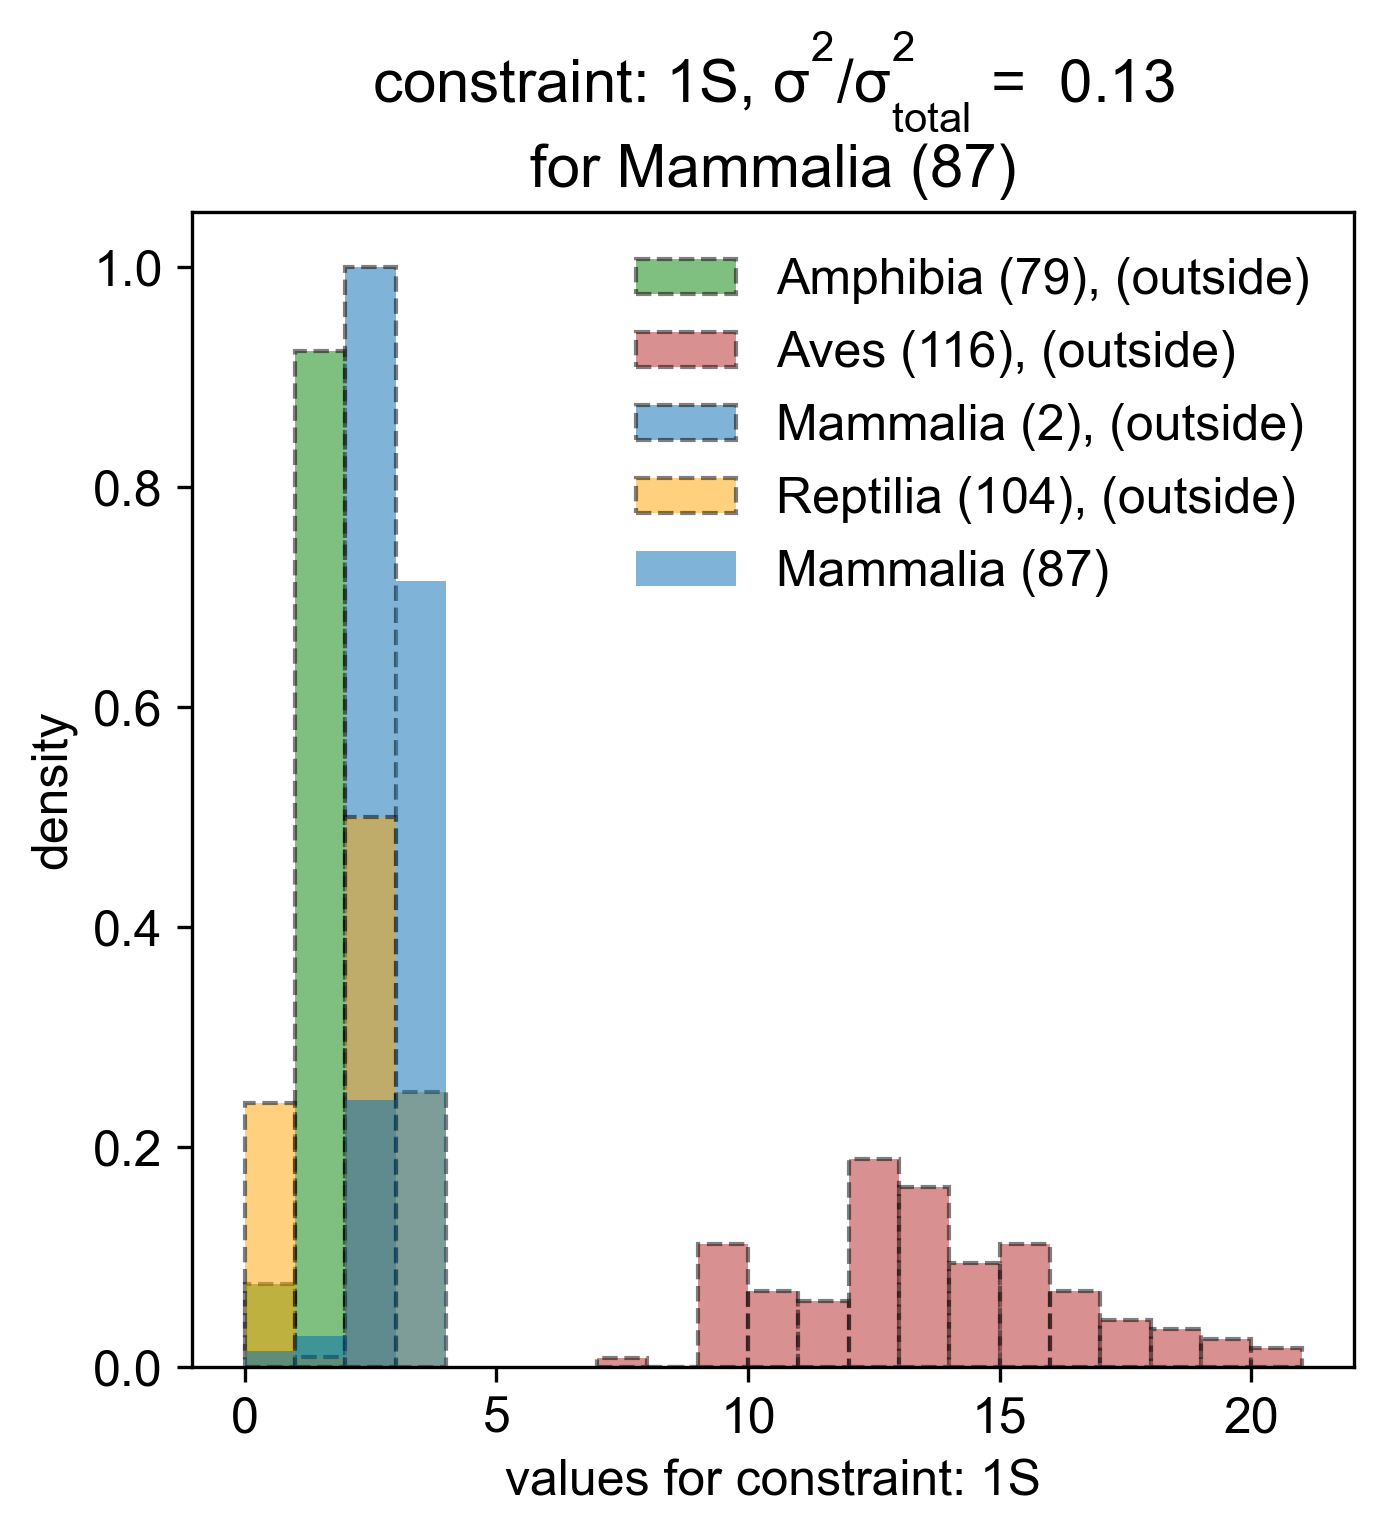 constraint: 1S, σ²/σ²total = 0.13
for Mammalia (87)
Amphibia (79), (outside)
Aves (116), (outside)
Mammalia (2), (outside)
Reptilia (104), (outside)
Mammalia (87)
1.0
0.8
0.6
0.4
0.2
0.0
density
0 5 10 15 20
values for constraint: 1S